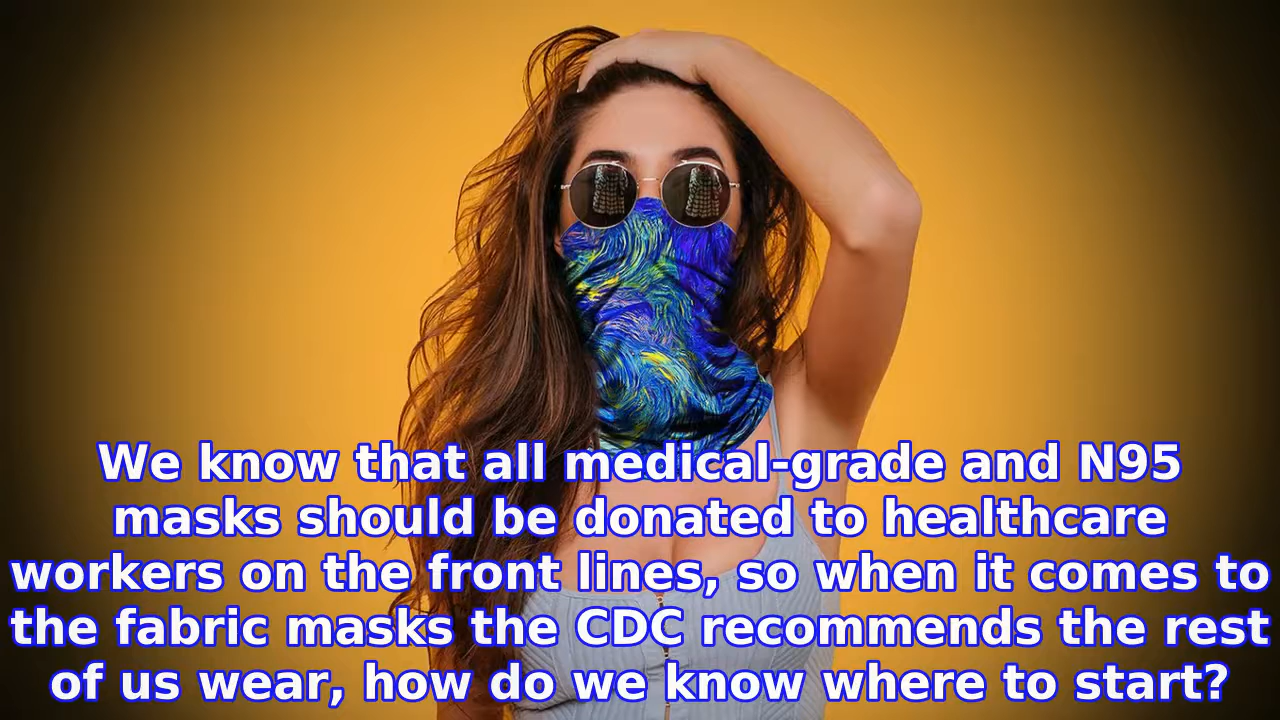 We know that all medical-grade and N95
masks should be donated to healthcare
workers on the front lines, so when it comes to
the fabric masks the CDC recommends the rest
of us wear, how do we know where to start?